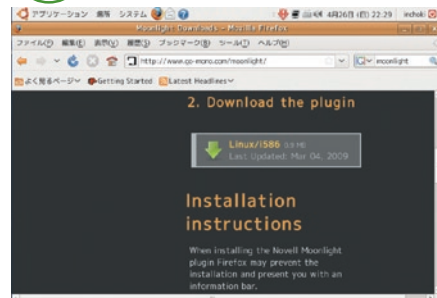 アプリケーション 場所 システム 4月26日 (日) 22:29 inchoki
Moonlight Downloads - Mozilla Firefox
ファイル(F) 編集(E) 表示(V) 履歴(S) ブックマーク(B) ツール(T) ヘルプ(H)
http://www.go-mono.com/moonlight/ moonlight
よく見るページ Getting Started Latest Headlines
2. Download the plugin
Linux/i586 0.9 MB
Last Updated: Mar 04, 2009
Installation
instructions
When installing the Novell Moonlight
plugin Firefox may prevent the
installation and present you with an
information bar.